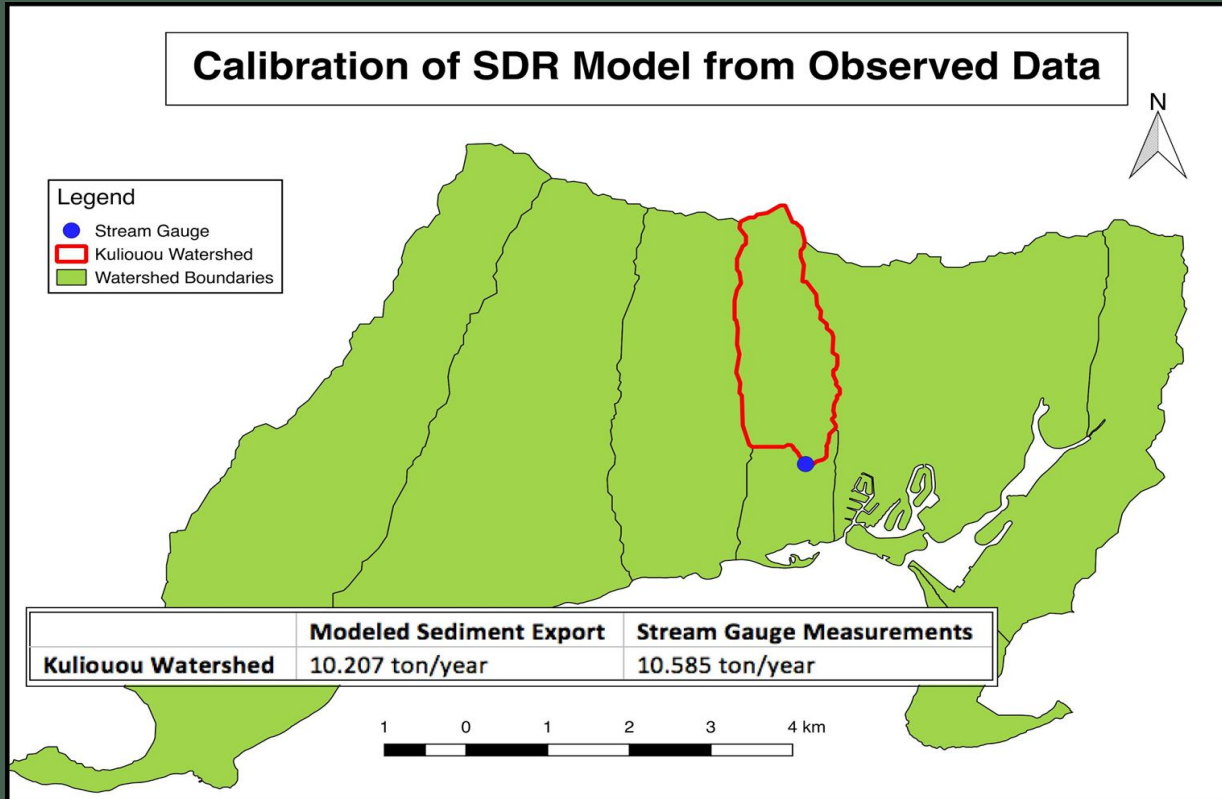 Calibration of SDR Model from Observed Data
N
Legend
Stream Gauge
Kuliouou Watershed
Watershed Boundaries
Modeled Sediment Export Stream Gauge Measurements
Kuliouou Watershed 10.207 ton/year 10.585 ton/year
1 0 1 2 3 4 km